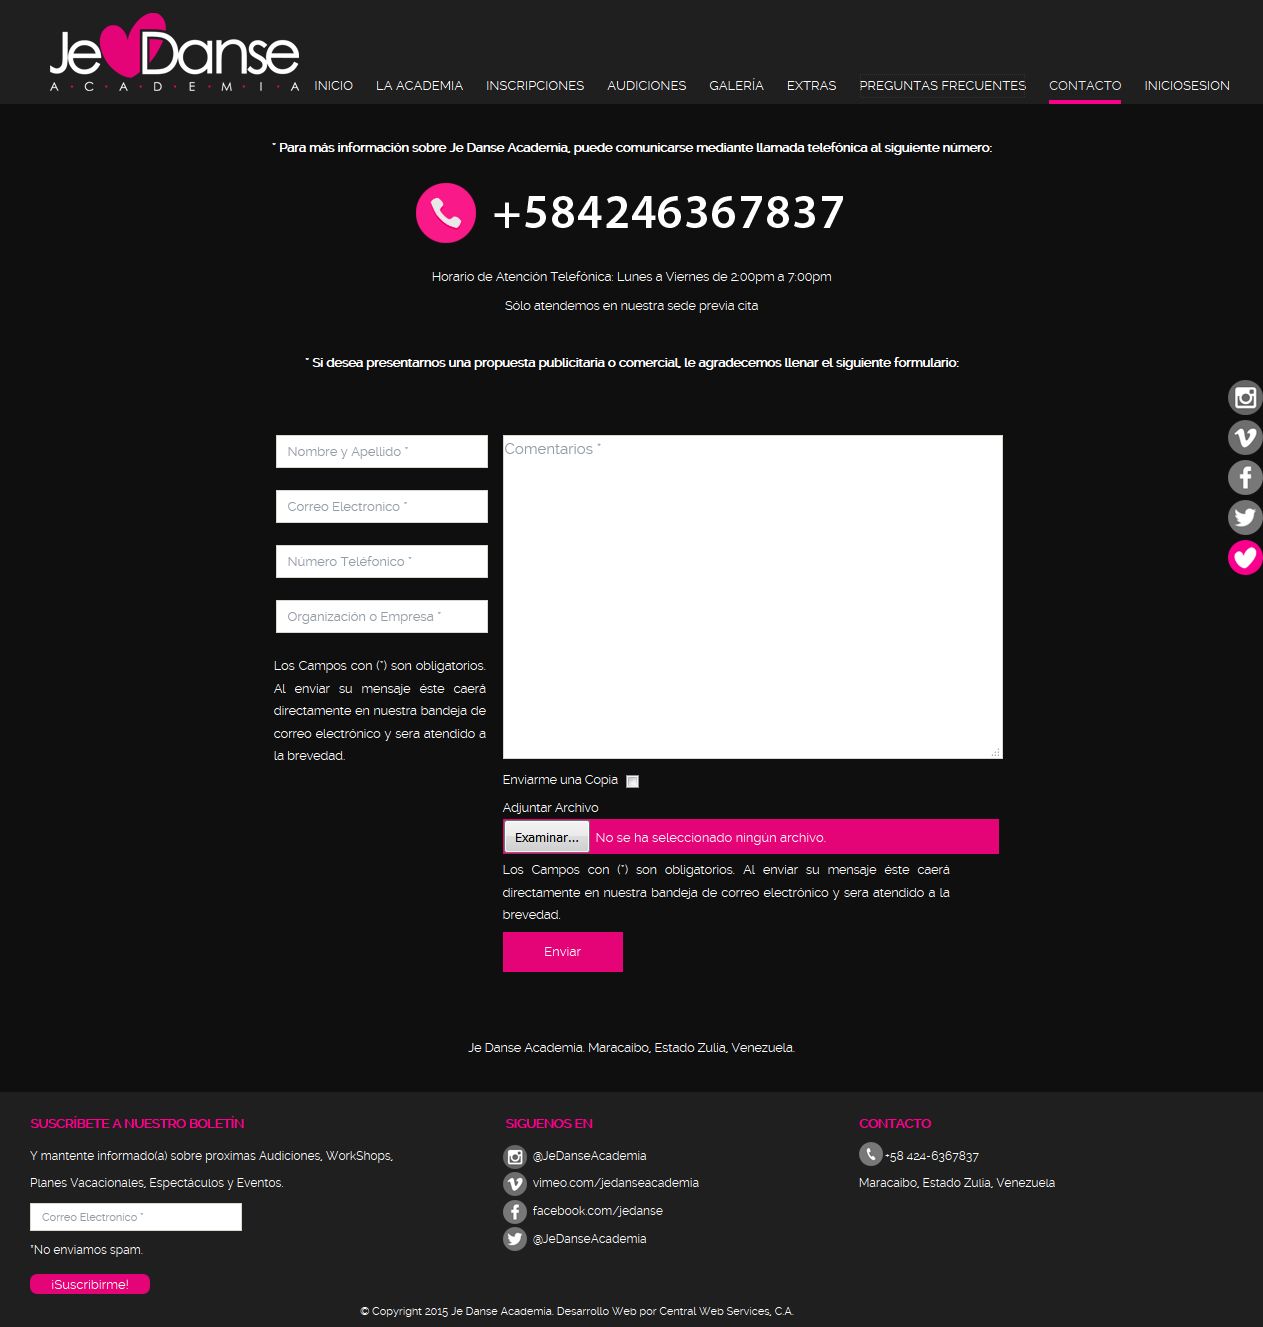 Je Danse
A·C·A·D·E·M·I·A
INICIO LA ACADEMIA INSCRIPCIONES AUDICIONES GALERÍA EXTRAS PREGUNTAS FRECUENTES CONTACTO INICIOSESION
* Para más información sobre Je Danse Academia, puede comunicarse mediante llamada telefónica al siguiente número:
+584246367837
Horario de Atención Telefónica: Lunes a Viernes de 2:00pm a 7:00pm
Sólo atendemos en nuestra sede previa cita
* Si desea presentarnos una propuesta publicitaria o comercial, le agradecemos llenar el siguiente formulario:
Nombre y Apellido *
Correo Electronico *
Número Teléfonico *
Organización o Empresa *
Los Campos con (*) son obligatorios.
Al enviar su mensaje éste caerá
directamente en nuestra bandeja de
correo electrónico y sera atendido a
la brevedad.
Comentarios *
Enviarme una Copia
Adjuntar Archivo
Examinar... No se ha seleccionado ningún archivo.
Los Campos con (*) son obligatorios. Al enviar su mensaje éste caerá
directamente en nuestra bandeja de correo electrónico y sera atendido a la
brevedad.
Enviar
Je Danse Academia. Maracaibo, Estado Zulia, Venezuela.
SUSCRÍBETE A NUESTRO BOLETÍN
Y mantente informado(a) sobre proximas Audiciones, WorkShops,
Planes Vacacionales, Espectáculos y Eventos.
Correo Electronico *
*No enviamos spam.
¡Suscribirme!
SIGUENOS EN
@JeDanseAcademia
vimeo.com/jedanseacademia
facebook.com/jedanse
@JeDanseAcademia
CONTACTO
+58 424-6367837
Maracaibo, Estado Zulia, Venezuela
© Copyright 2015 Je Danse Academia. Desarrollo Web por Central Web Services, C.A.